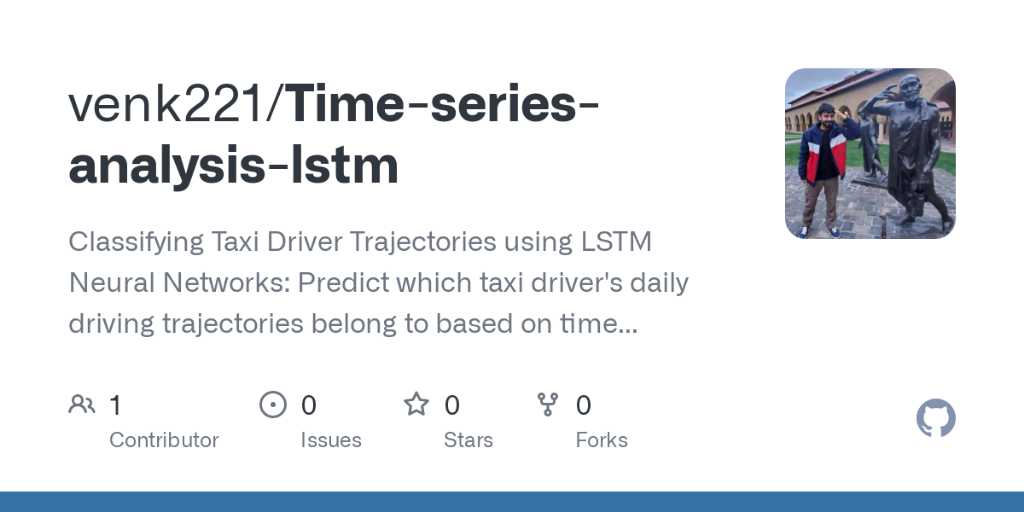 venk221/Time-series-
analysis-lstm
Classifying Taxi Driver Trajectories using LSTM
Neural Networks: Predict which taxi driver's daily
driving trajectories belong to based on time...
1
Contributor
0
Issues
0
Stars
0
Forks